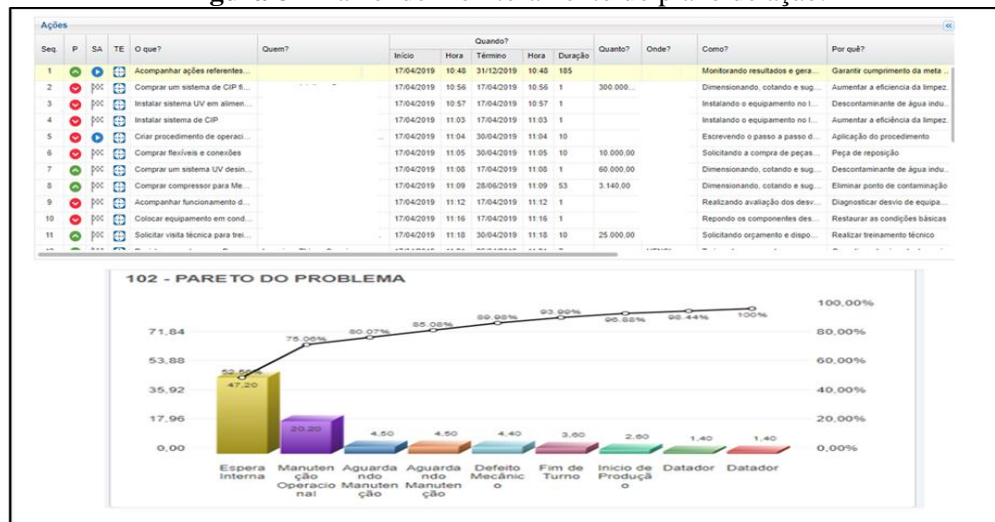 Ações
Quando?
Seq. P SA TE O que? Quem? Quanto? Onde? Como? Por quê?
Início Hora Término Hora Duração
1 Acompanhar ações referentes... 17/04/2019 10:48 31/12/2019 10:48 185 Monitorando resultados e gera... Garantir cumprimento da meta ..
2 Comprar um sistema de CIP fi... 17/04/2019 10:56 17/04/2019 10:56 1 300.000... Dimensionando, cotando e sug... Aumentar a eficiência da limpez.
3 Instalar sistema UV em alimen... 17/04/2019 10:57 17/04/2019 10:57 1 Instalando o equipamento no l... Descontaminante de água indu..
4 Instalar sistema de CIP 17/04/2019 11:03 17/04/2019 11:03 1 Instalando o equipamento no l... Aumentar a eficiência da limpez.
5 Criar procedimento de operaci... 17/04/2019 11:04 30/04/2019 11:04 10 Escrevendo o passo a passo d... Aplicação do procedimento
6 Comprar flexíveis e conexões 17/04/2019 11:05 30/04/2019 11:05 10 10.000,00 Solicitando a compra de peças... Peça de reposição
7 Comprar um sistema UV desin... 17/04/2019 11:08 17/04/2019 11:08 1 60.000,00 Dimensionando, cotando e sug... Descontaminante de água indu..
8 Comprar compressor para Me... 17/04/2019 11:09 28/06/2019 11:09 53 3.140,00 Dimensionando, cotando e sug... Eliminar ponto de contaminação
9 Acompanhar funcionamento d... 17/04/2019 11:12 17/04/2019 11:12 1 Realizando avaliação dos desv... Diagnosticar desvio de equipa...
10 Colocar equipamento em cond... 17/04/2019 11:16 17/04/2019 11:16 1 Repondo os componentes des... Restaurar as condições básicas
11 Solicitar visita técnica para trei... 17/04/2019 11:18 30/04/2019 11:18 10 25.000,00 Solicitando orçamento e dispo... Realizar treinamento técnico
102 - PARETO DO PROBLEMA
100,00%
71,84 80,00%
53,88 60,00%
35,92 40,00%
17,96 20,00%
0,00 0,00%
52.56% 75.06% 80.07% 85.08% 89.98% 93.99% 96.88% 98.44% 100%
47,20 20,20 4,50 4,50 4,40 3,60 2,60 1,40 1,40
Espera Manuten Aguarda Aguarda Defeito Fim de Inicio de Datador Datador
Interna ção ndo ndo Mecânic Turno Produçã
Operacio Manuten Manuten o o
nal ção ção